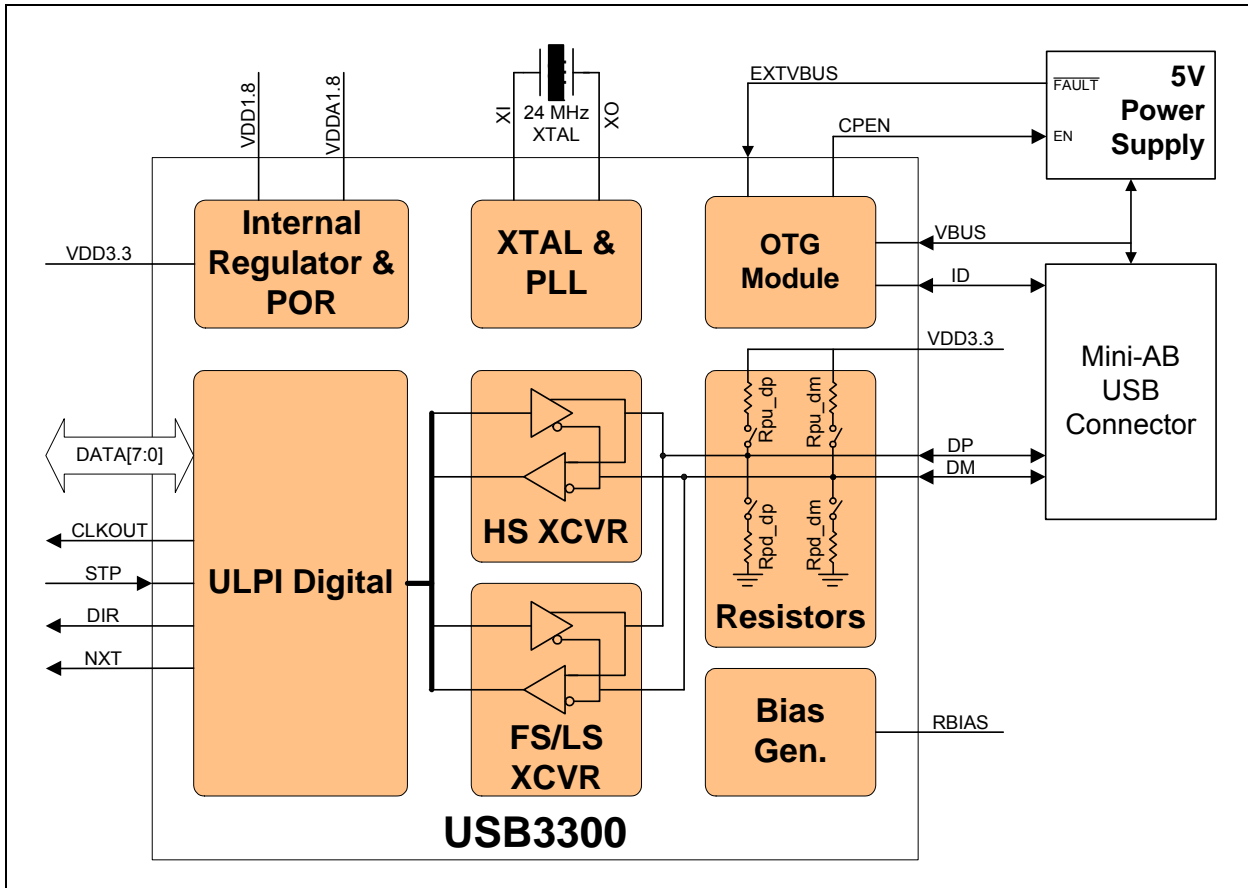 VDD1.8
VDDA1.8
XI
24 MHz
XTAL
XO
EXTVBUS
CPEN
FAULT
EN
5V
Power
Supply
VDD3.3
Internal
Regulator &
POR
XTAL &
PLL
OTG
Module
VBUS
ID
VDD3.3
Mini-AB
USB
Connector
DATA[7:0]
CLKOUT
STP
DIR
NXT
ULPI Digital
HS XCVR
FS/LS
XCVR
Rpu_dp
Rpu_dm
Rpd_dp
Rpd_dm
Resistors
DP
DM
Bias
Gen.
RBIAS
USB3300